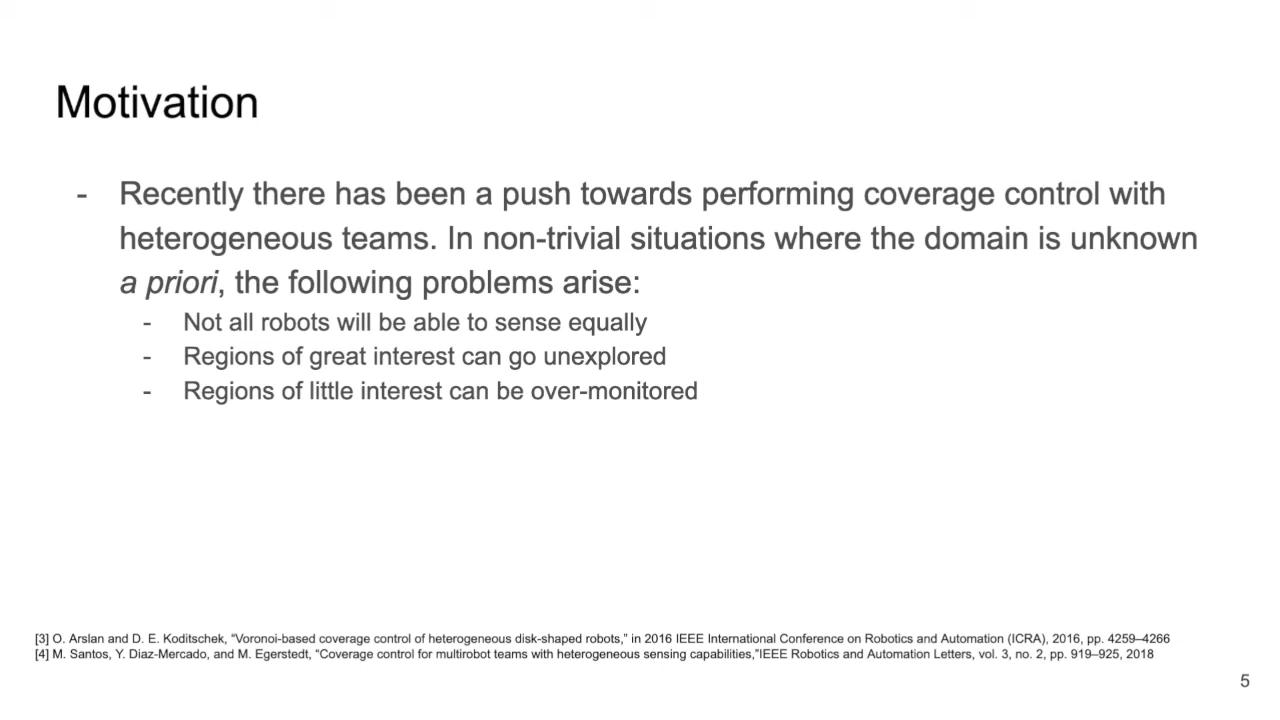 Motivation
- Recently there has been a push towards performing coverage control with
heterogeneous teams. In non-trivial situations where the domain is unknown
a priori, the following problems arise:
- Not all robots will be able to sense equally
- Regions of great interest can go unexplored
- Regions of little interest can be over-monitored
[3] O. Arslan and D. E. Koditschek, “Voronoi-based coverage control of heterogeneous disk-shaped robots,” in 2016 IEEE International Conference on Robotics and Automation (ICRA), 2016, pp. 4259–4266
[4] M. Santos, Y. Diaz-Mercado, and M. Egerstedt, “Coverage control for multirobot teams with heterogeneous sensing capabilities,”IEEE Robotics and Automation Letters, vol. 3, no. 2, pp. 919–925, 2018
5